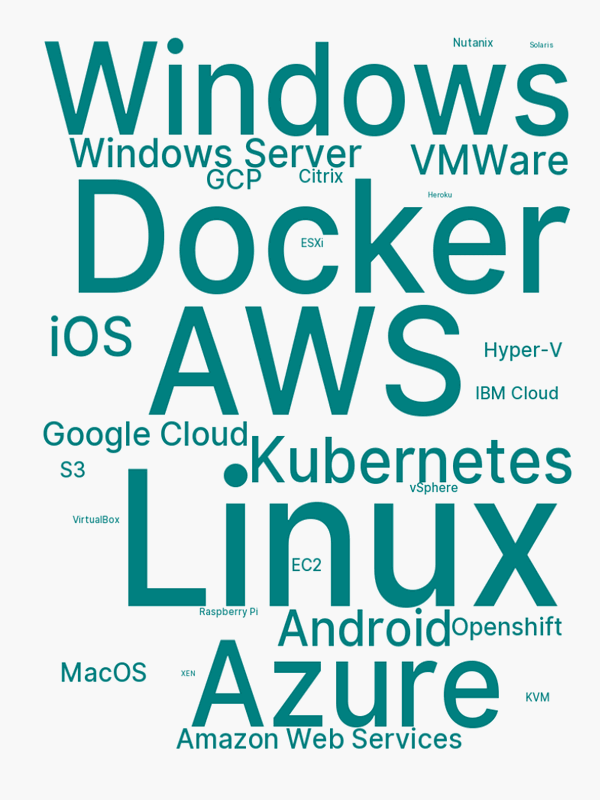 Nutanix
Solaris
Windows
Windows Server
VMWare
GCP
Citrix
Heroku
Docker
ESXi
iOS
AWS
Hyper-V
IBM Cloud
Google Cloud
Kubernetes
S3
vSphere
Linux
VirtualBox
EC2
Raspberry Pi
Android
Openshift
MacOS
XEN
Azure
KVM
Amazon Web Services